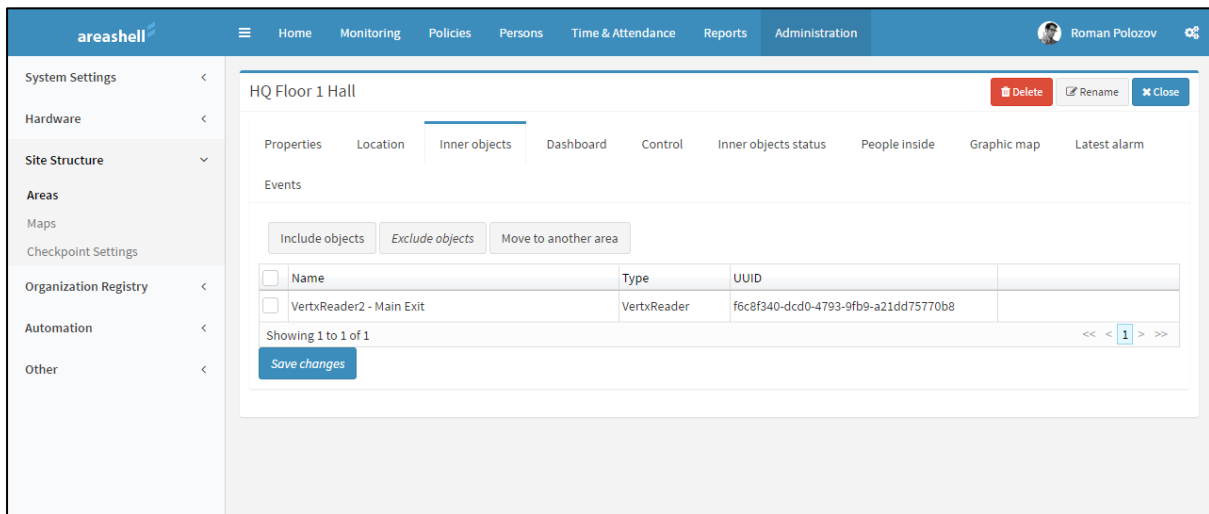 areashell
Home Monitoring Policies Persons Time & Attendance Reports Administration Roman Polozov
System Settings
Hardware
Site Structure
Areas
Maps
Checkpoint Settings
Organization Registry
Automation
Other
HQ Floor 1 Hall Delete Rename Close
Properties Location Inner objects Dashboard Control Inner objects status People inside Graphic map Latest alarm
Events
Include objects Exclude objects Move to another area
Name Type UUID
VertxReader2 - Main Exit VertxReader f6c8f340-dcd0-4793-9fb9-a21dd75770b8
Showing 1 to 1 of 1 << < 1 > >>
Save changes